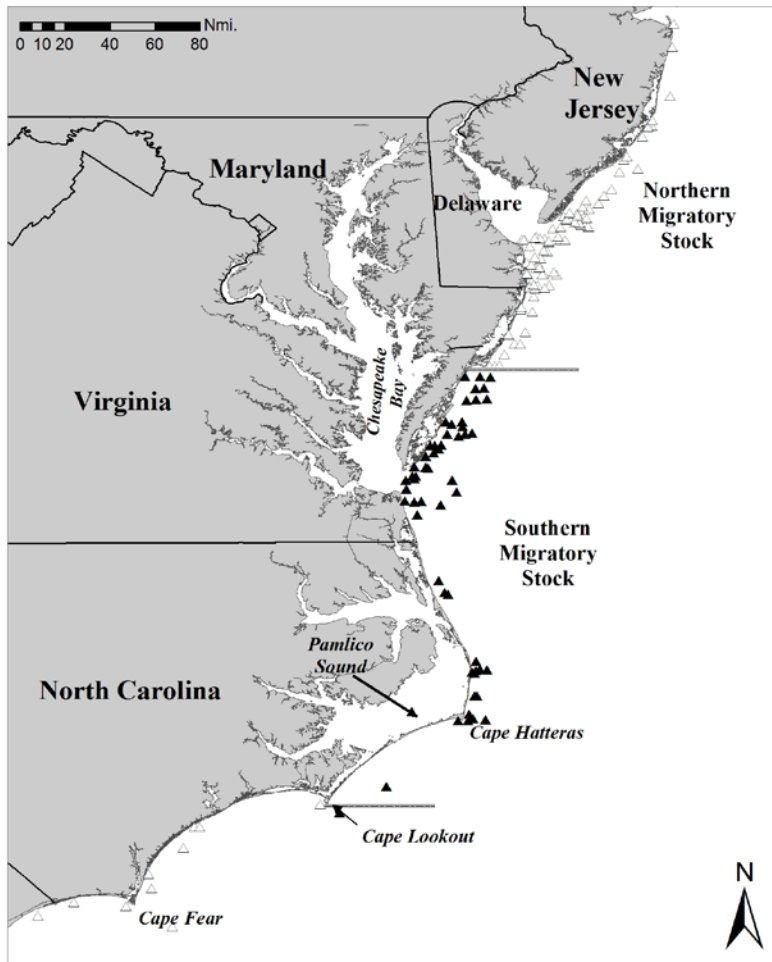 Nmi.
0 10 20 40 60 80
New
Jersey
Maryland
Delaware
Northern
Migratory
Stock
Chesapeake
Bay
Virginia
Southern
Migratory
Stock
Pamlico
Sound
North Carolina
Cape Hatteras
Cape Lookout
N
Cape Fear